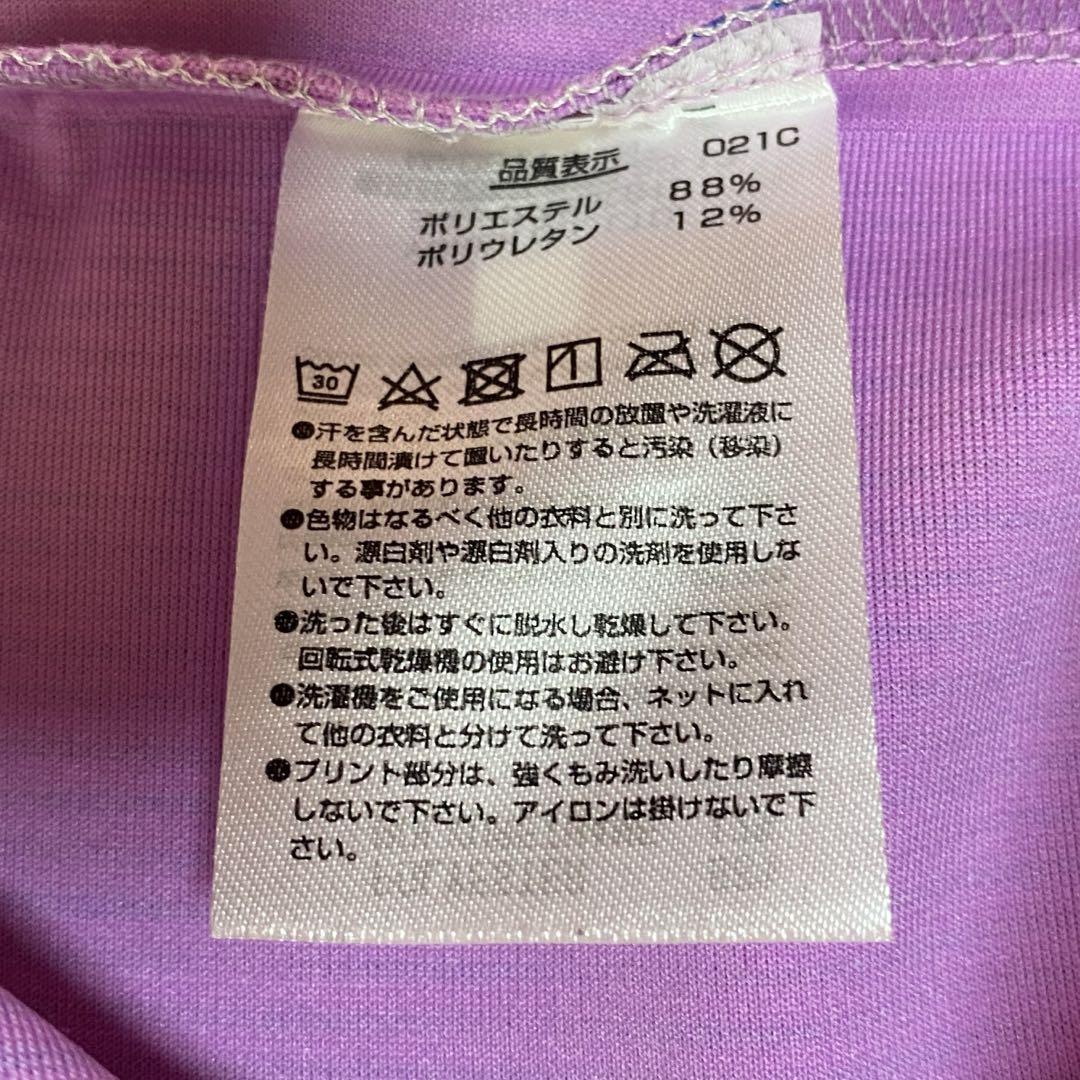 品質表示 021C
ポリエステル 88%
ポリウレタン 12%
30
●汗を含んだ状態で長時間の放置や洗濯液に
長時間漬けて置いたりすると汚染（移染）
する事があります。
●色物はなるべく他の衣料と別に洗って下さ
い。漂白剤や漂白剤入りの洗剤を使用しな
いで下さい。
●洗った後はすぐに脱水し乾燥して下さい。
回転式乾燥機の使用はお避け下さい。
●洗濯機をご使用になる場合、ネットに入れ
て他の衣料と分けて洗って下さい。
●プリント部分は、強くもみ洗いしたり摩擦
しないで下さい。アイロンは掛けないで下
さい。